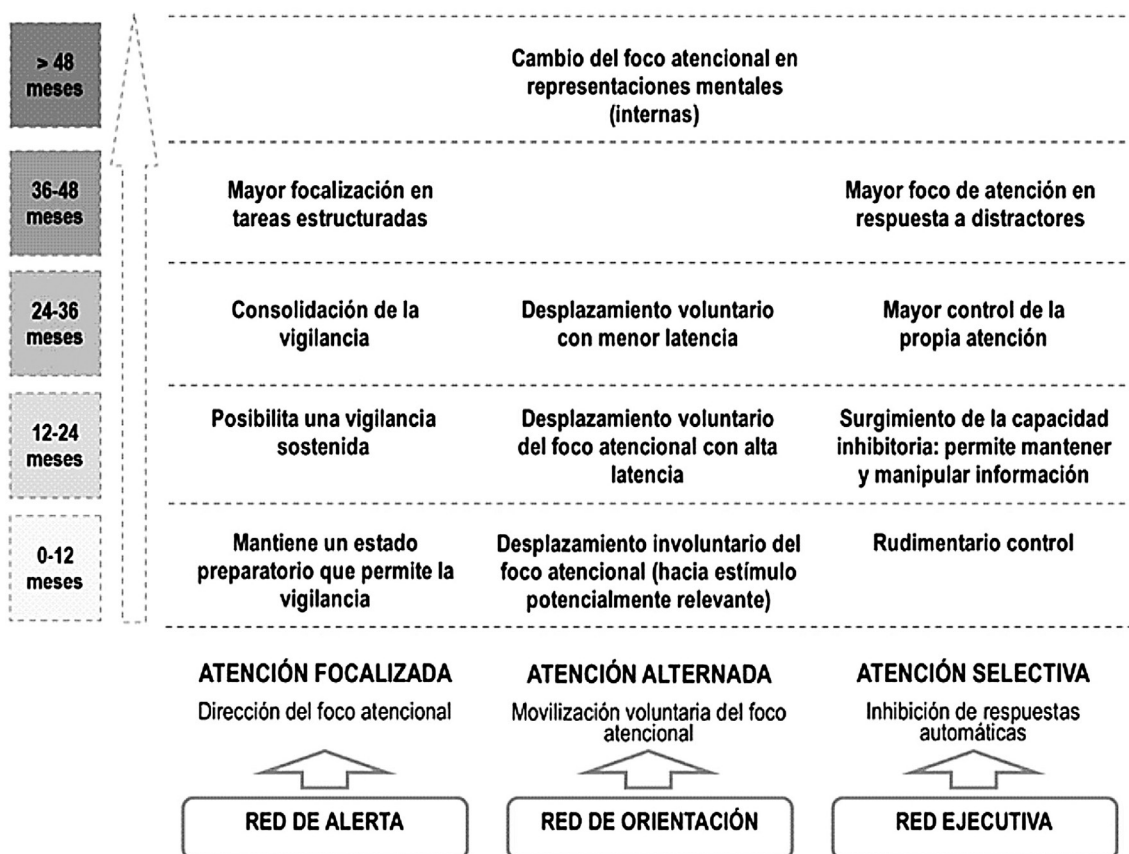 > 48
meses
Cambio del foco atencional en
representaciones mentales
(internas)
36-48
meses
Mayor focalización en
tareas estructuradas
Mayor foco de atención en
respuesta a distractores
24-36
meses
Consolidación de la
vigilancia
Desplazamiento voluntario
con menor latencia
Mayor control de la
propia atención
12-24
meses
Posibilita una vigilancia
sostenida
Desplazamiento voluntario
del foco atencional con alta
latencia
Surgimiento de la capacidad
inhibitoria: permite mantener
y manipular información
0-12
meses
Mantiene un estado
preparatorio que permite la
vigilancia
Desplazamiento involuntario del
foco atencional (hacia estímulo
potencialmente relevante)
Rudimentario control
ATENCIÓN FOCALIZADA
Dirección del foco atencional
ATENCIÓN ALTERNADA
Movilización voluntaria del foco
atencional
ATENCIÓN SELECTIVA
Inhibición de respuestas
automáticas
RED DE ALERTA
RED DE ORIENTACIÓN
RED EJECUTIVA